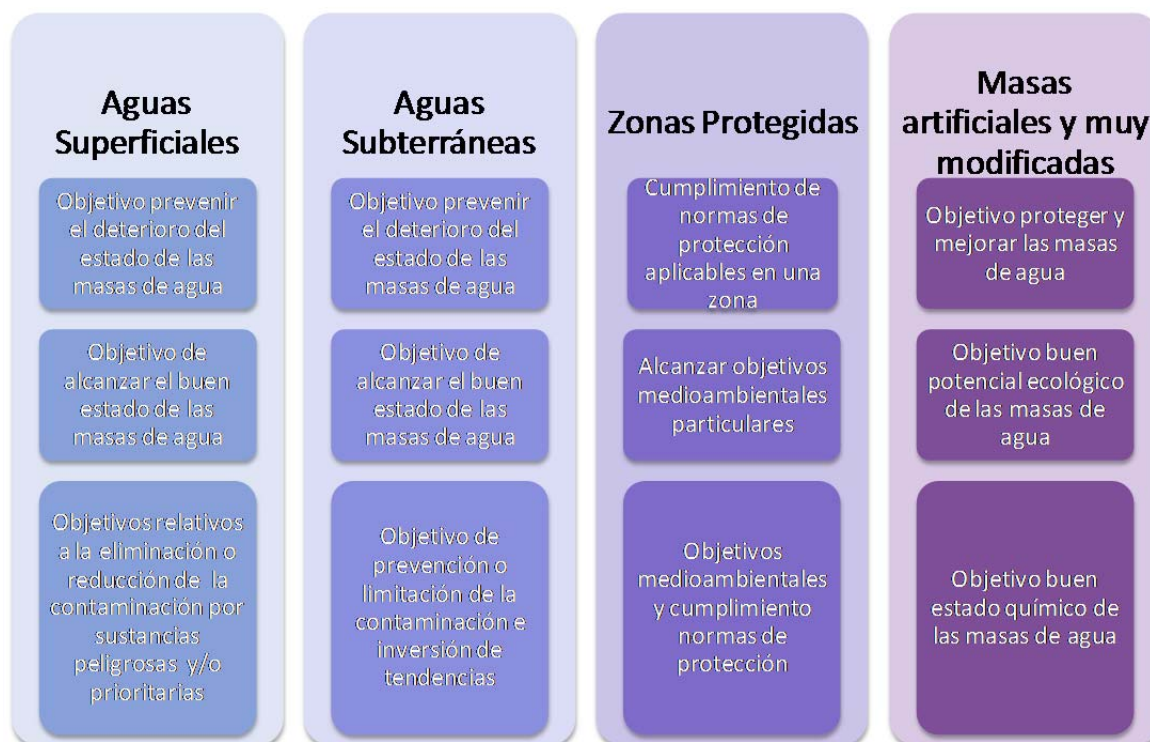 Aguas
Superficiales
Objetivo prevenir
el deterioro del
estado de las
masas de agua
Objetivo de
alcanzar el buen
estado de las
masas de agua
Objetivos relativos
a la eliminación o
reducción de la
contaminación por
sustancias
peligrosas y/o
prioritarias
Aguas
Subterráneas
Objetivo prevenir
el deterioro del
estado de las
masas de agua
Objetivo de
alcanzar el buen
estado de las
masas de agua
Objetivo de
prevención o
limitación de la
contaminación e
inversión de
tendencias
Zonas Protegidas
Cumplimiento de
normas de
protección
aplicables en una
zona
Alcanzar objetivos
medioambientales
particulares
Objetivos
medioambientales
y cumplimiento
normas de
protección
Masas
artificiales y muy
modificadas
Objetivo proteger y
mejorar las masas
de agua
Objetivo buen
potencial ecológico
de las masas de
agua
Objetivo buen
estado químico de
las masas de agua